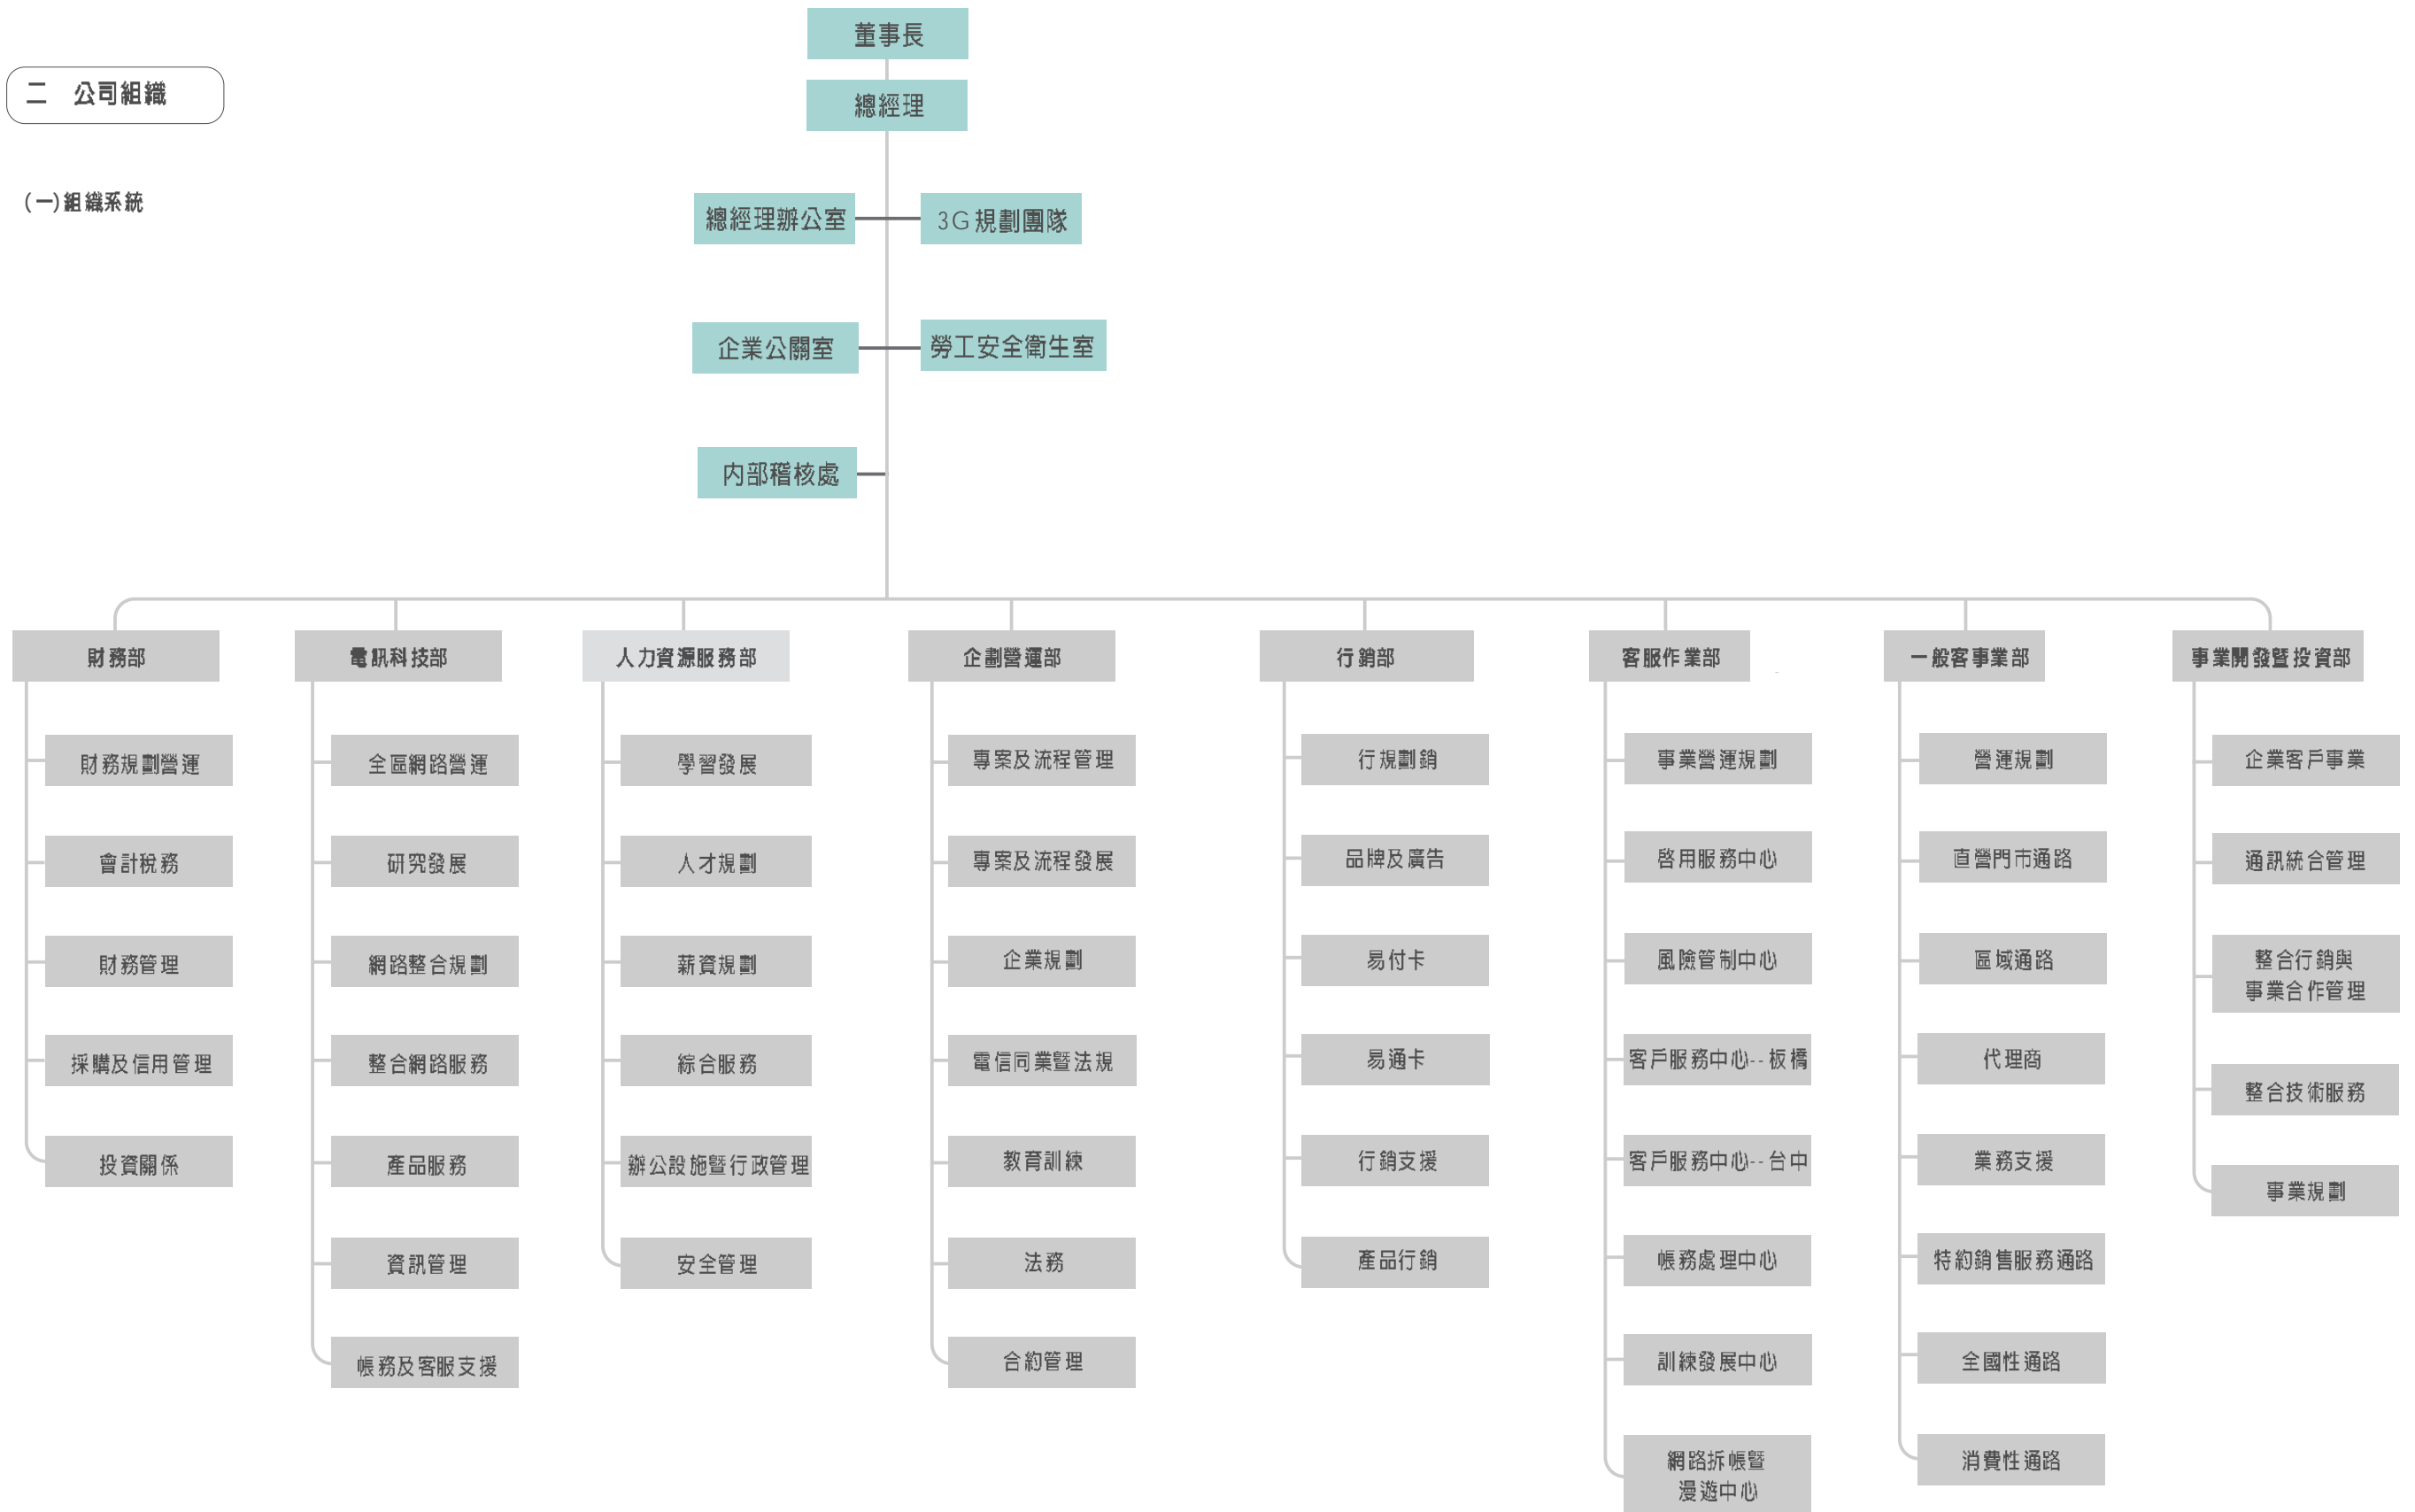 董事長
二 公司組織
總經理
(一)組織系統
總經理辦公室
3G規劃團隊
企業公關室
勞工安全衛生室
內部稽核處
財務部
電訊科技部
人力資源服務部
企劃營運部
行銷部
客服作業部
一般客事業部
事業開發暨投資部
財務規劃營運
會計稅務
財務管理
採購及信用管理
投資關係
全區網路營運
研究發展
網路整合規劃
整合網路服務
產品服務
資訊管理
帳務及客服支援
學習發展
人才規劃
薪資規劃
綜合服務
辦公設施暨行政管理
安全管理
專案及流程管理
專案及流程發展
企業規劃
電信同業暨法規
教育訓練
法務
合約管理
行規劃銷
品牌及廣告
易付卡
易通卡
行銷支援
產品行銷
事業營運規劃
啓用服務中心
風險管制中心
客戶服務中心--板橋
客戶服務中心--台中
帳務處理中心
訓練發展中心
網路拆帳暨
漫遊中心
營運規劃
直營門市通路
區域通路
代理商
業務支援
特約銷售服務通路
全國性通路
消費性通路
企業客戶事業
通訊統合管理
整合行銷與
事業合作管理
整合技術服務
事業規劃